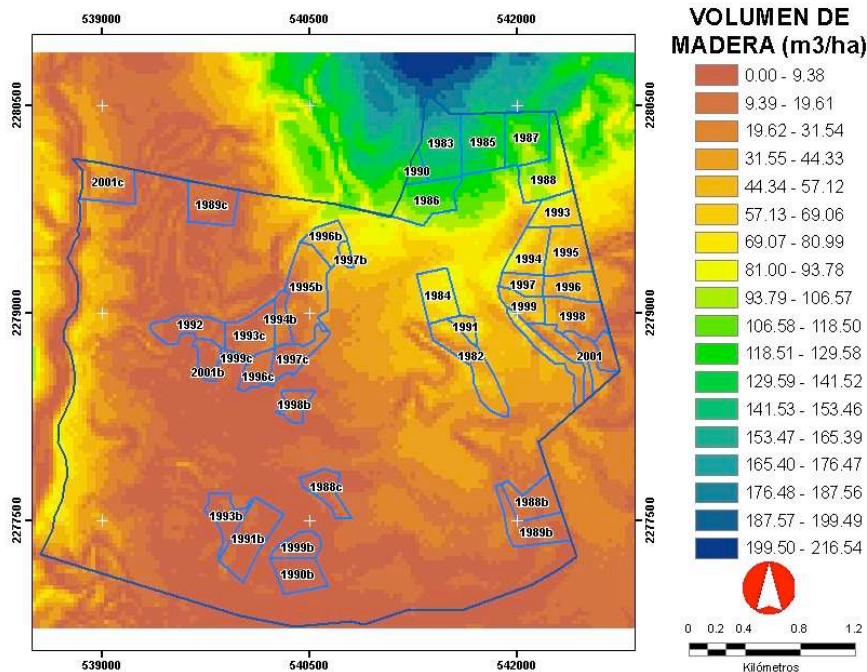 539000 540500 542000
2280500 2280500
2279000 2279000
2277500 2277500
539000 540500 542000
1983 1985 1987
1990
1988
1986
2001c
1989c
1993
1996b
1997b
1994 1995
1995b
1997 1996
1984
1999
1998
1994b
1992
1993c
1991
1982
2001
1999c 1997c
2001b
1996c
1998b
1988c
1988b
1993b
1991b
1989b
1999b
1990b
VOLUMEN DE
MADERA (m3/ha)
0.00 - 9.38
9.39 - 19.61
19.62 - 31.54
31.55 - 44.33
44.34 - 57.12
57.13 - 69.06
69.07 - 80.99
81.00 - 93.78
93.79 - 106.57
106.58 - 118.50
118.51 - 129.58
129.59 - 141.52
141.53 - 153.46
153.47 - 165.39
165.40 - 176.47
176.48 - 187.56
187.57 - 199.49
199.50 - 216.54
0 0.2 0.4 0.8 1.2
Kilómetros